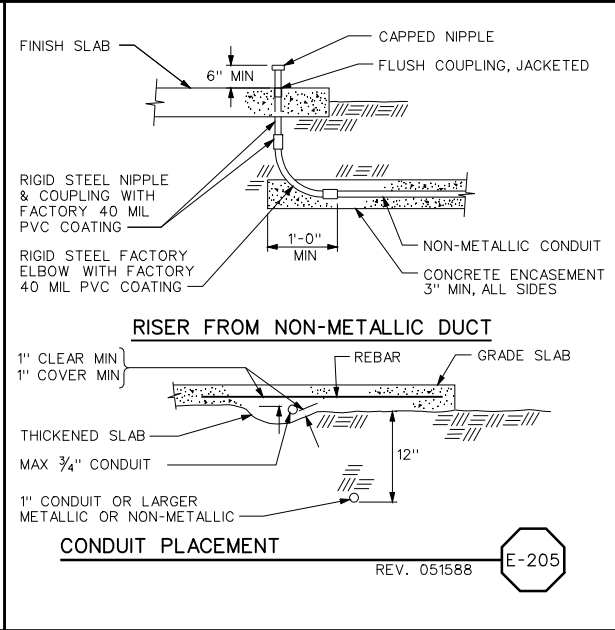 FINISH SLAB
6" MIN
CAPPED NIPPLE
FLUSH COUPLING, JACKETED
RIGID STEEL NIPPLE
& COUPLING WITH
FACTORY 40 MIL
PVC COATING
RIGID STEEL FACTORY
ELBOW WITH FACTORY
40 MIL PVC COATING
1'-0"
MIN
NON-METALLIC CONDUIT
CONCRETE ENCASEMENT
3" MIN, ALL SIDES
RISER FROM NON-METALLIC DUCT
1" CLEAR MIN
1" COVER MIN
REBAR
GRADE SLAB
THICKENED SLAB
MAX ¾" CONDUIT
12"
1" CONDUIT OR LARGER
METALLIC OR NON-METALLIC
CONDUIT PLACEMENT
REV. 051588
E-205